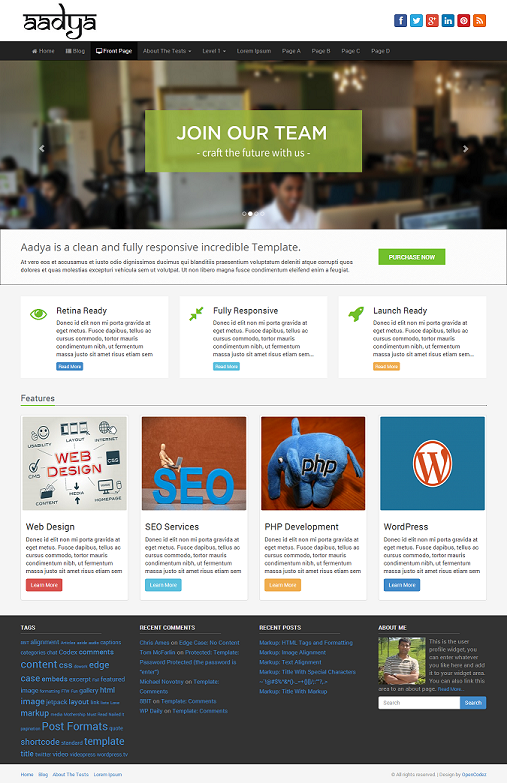 aadya
Home Blog Front Page About The Tests Level 1 Lorem Ipsum Page A Page B Page C Page D
JOIN OUR TEAM
- craft the future with us -
Aadya is a clean and fully responsive incredible Template.
At vero eos et accusamus et iusto odio dignissimos ducimus qui blanditiis praesentium voluptatum deleniti atque corrupti quos
dolores et quas molestias excepturi vehicula sem ut volutpat. Ut non libero magna fusce condimentum eleifend enim a feugiat.
PURCHASE NOW
Retina Ready
Donec id elit non mi porta gravida at
eget metus. Fusce dapibus, tellus ac
cursus commodo, tortor mauris
condimentum nibh, ut fermentum
massa justo sit amet risus etiam sem
Read More
Fully Responsive
Donec id elit non mi porta gravida at
eget metus. Fusce dapibus, tellus ac
cursus commodo, tortor mauris
condimentum nibh, ut fermentum
massa justo sit amet risus etiam sem...
Read More
Launch Ready
Donec id elit non mi porta gravida at
eget metus. Fusce dapibus, tellus ac
cursus commodo, tortor mauris
condimentum nibh, ut fermentum
massa justo sit amet risus etiam sem...
Read More
Features
USABILITY
LAYOUT
INTERNET
WEB
DESIGN
CSS
CMS
CONTENT
MEDIA
HOMEPAGE
Web Design
Donec id elit non mi porta gravida at
eget metus. Fusce dapibus, tellus ac
cursus commodo, tortor mauris
condimentum nibh, ut fermentum
massa justo sit amet risus etiam sem
Learn More
SEO
SEO Services
Donec id elit non mi porta gravida at
eget metus. Fusce dapibus, tellus ac
cursus commodo, tortor mauris
condimentum nibh, ut fermentum
massa justo sit amet risus etiam sem
Learn More
php
PHP Development
Donec id elit non mi porta gravida at
eget metus. Fusce dapibus, tellus ac
cursus commodo, tortor mauris
condimentum nibh, ut fermentum
massa justo sit amet risus etiam sem
Learn More
W
WordPress
Donec id elit non mi porta gravida at
eget metus. Fusce dapibus, tellus ac
cursus commodo, tortor mauris
condimentum nibh, ut fermentum
massa justo sit amet risus etiam sem
Learn More
TAGS
alignment captions
categories chat Codex comments
content css edge
case embeds excerpt featured
image gallery html
image jetpack layout link
markup
Post Formats quote
shortcode standard template
title twitter video videopress wordpress.tv
RECENT COMMENTS
Chris Ames on Edge Case: No Content
Tom McFarlin on Protected: Template:
Password Protected (the password is
"enter")
Michael Novotny on Template:
Comments
8BIT on Template: Comments
WP Daily on Template: Comments
RECENT POSTS
Markup: HTML Tags and Formatting
Markup: Image Alignment
Markup: Text Alignment
Markup: Title With Special Characters
Markup: Title With Markup
ABOUT ME
This is the user
profile widget, you
can enter whatever
you like here and add
it to your widget areas.
You can also link this
area to an about page. Read More...
Search Search
Home Blog About The Tests Lorem Ipsum
© All rights reserved | Design by OpenCodez